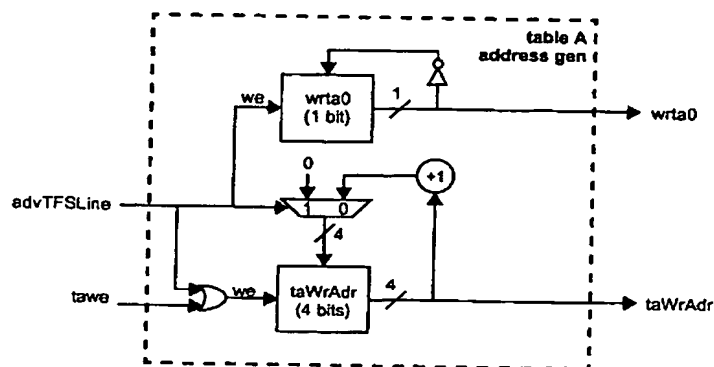 table A
address gen
we
wrta0
(1 bit)
1
wrta0
0
+1
advTFSLine
1 0
4
tawe
we
taWrAdr
(4 bits)
4
taWrAdr